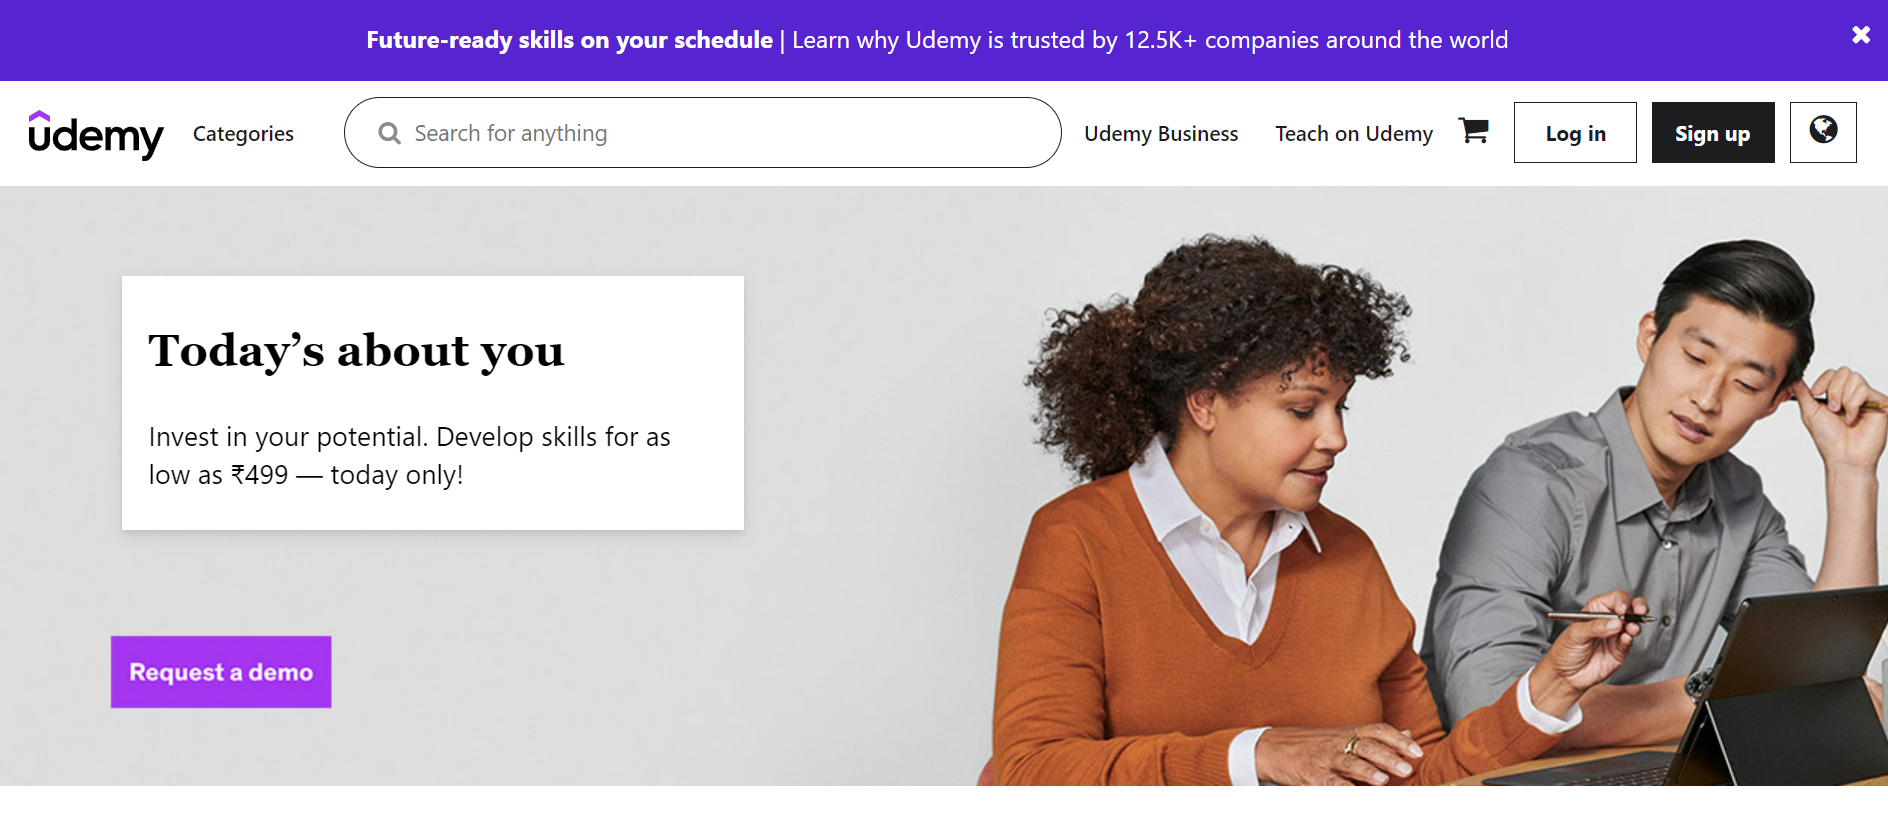 Future-ready skills on your schedule | Learn why Udemy is trusted by 12.5K+ companies around the world
udemy
Categories
Search for anything
Udemy Business
Teach on Udemy
Log in
Sign up
Today’s about you
Invest in your potential. Develop skills for as
low as ₹499 — today only!
Request a demo